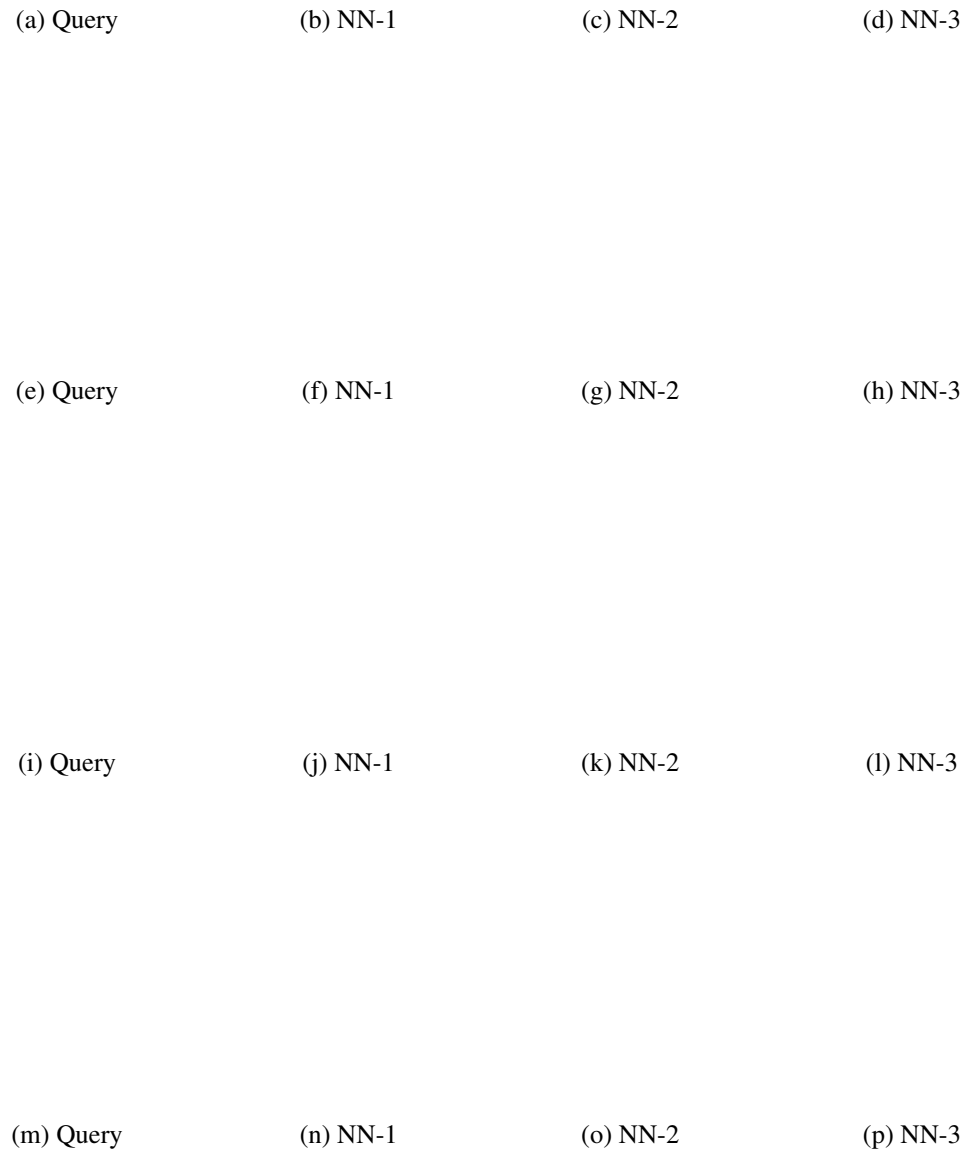 (a) Query (b) NN-1 (c) NN-2 (d) NN-3
(e) Query (f) NN-1 (g) NN-2 (h) NN-3
(i) Query (j) NN-1 (k) NN-2 (l) NN-3
(m) Query (n) NN-1 (o) NN-2 (p) NN-3